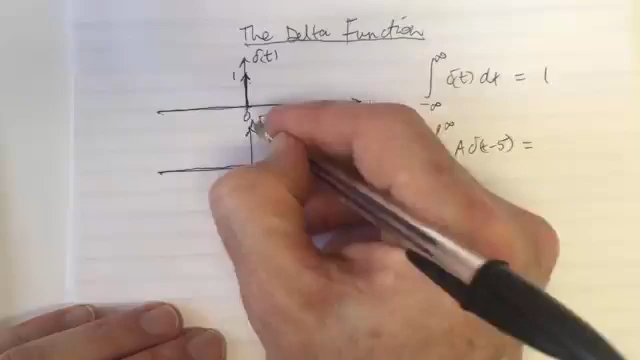 The Delta Function
δ(t)
1
0
∫ δ(t) dt = 1
∞
-∞
∞
A δ(t-5) =